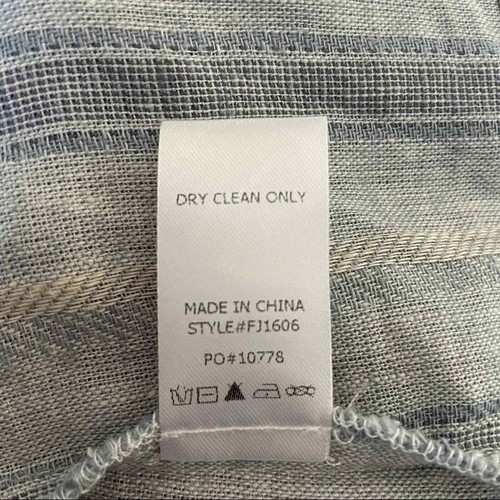 DRY CLEAN ONLY
MADE IN CHINA
STYLE#FJ1606
PO#10778